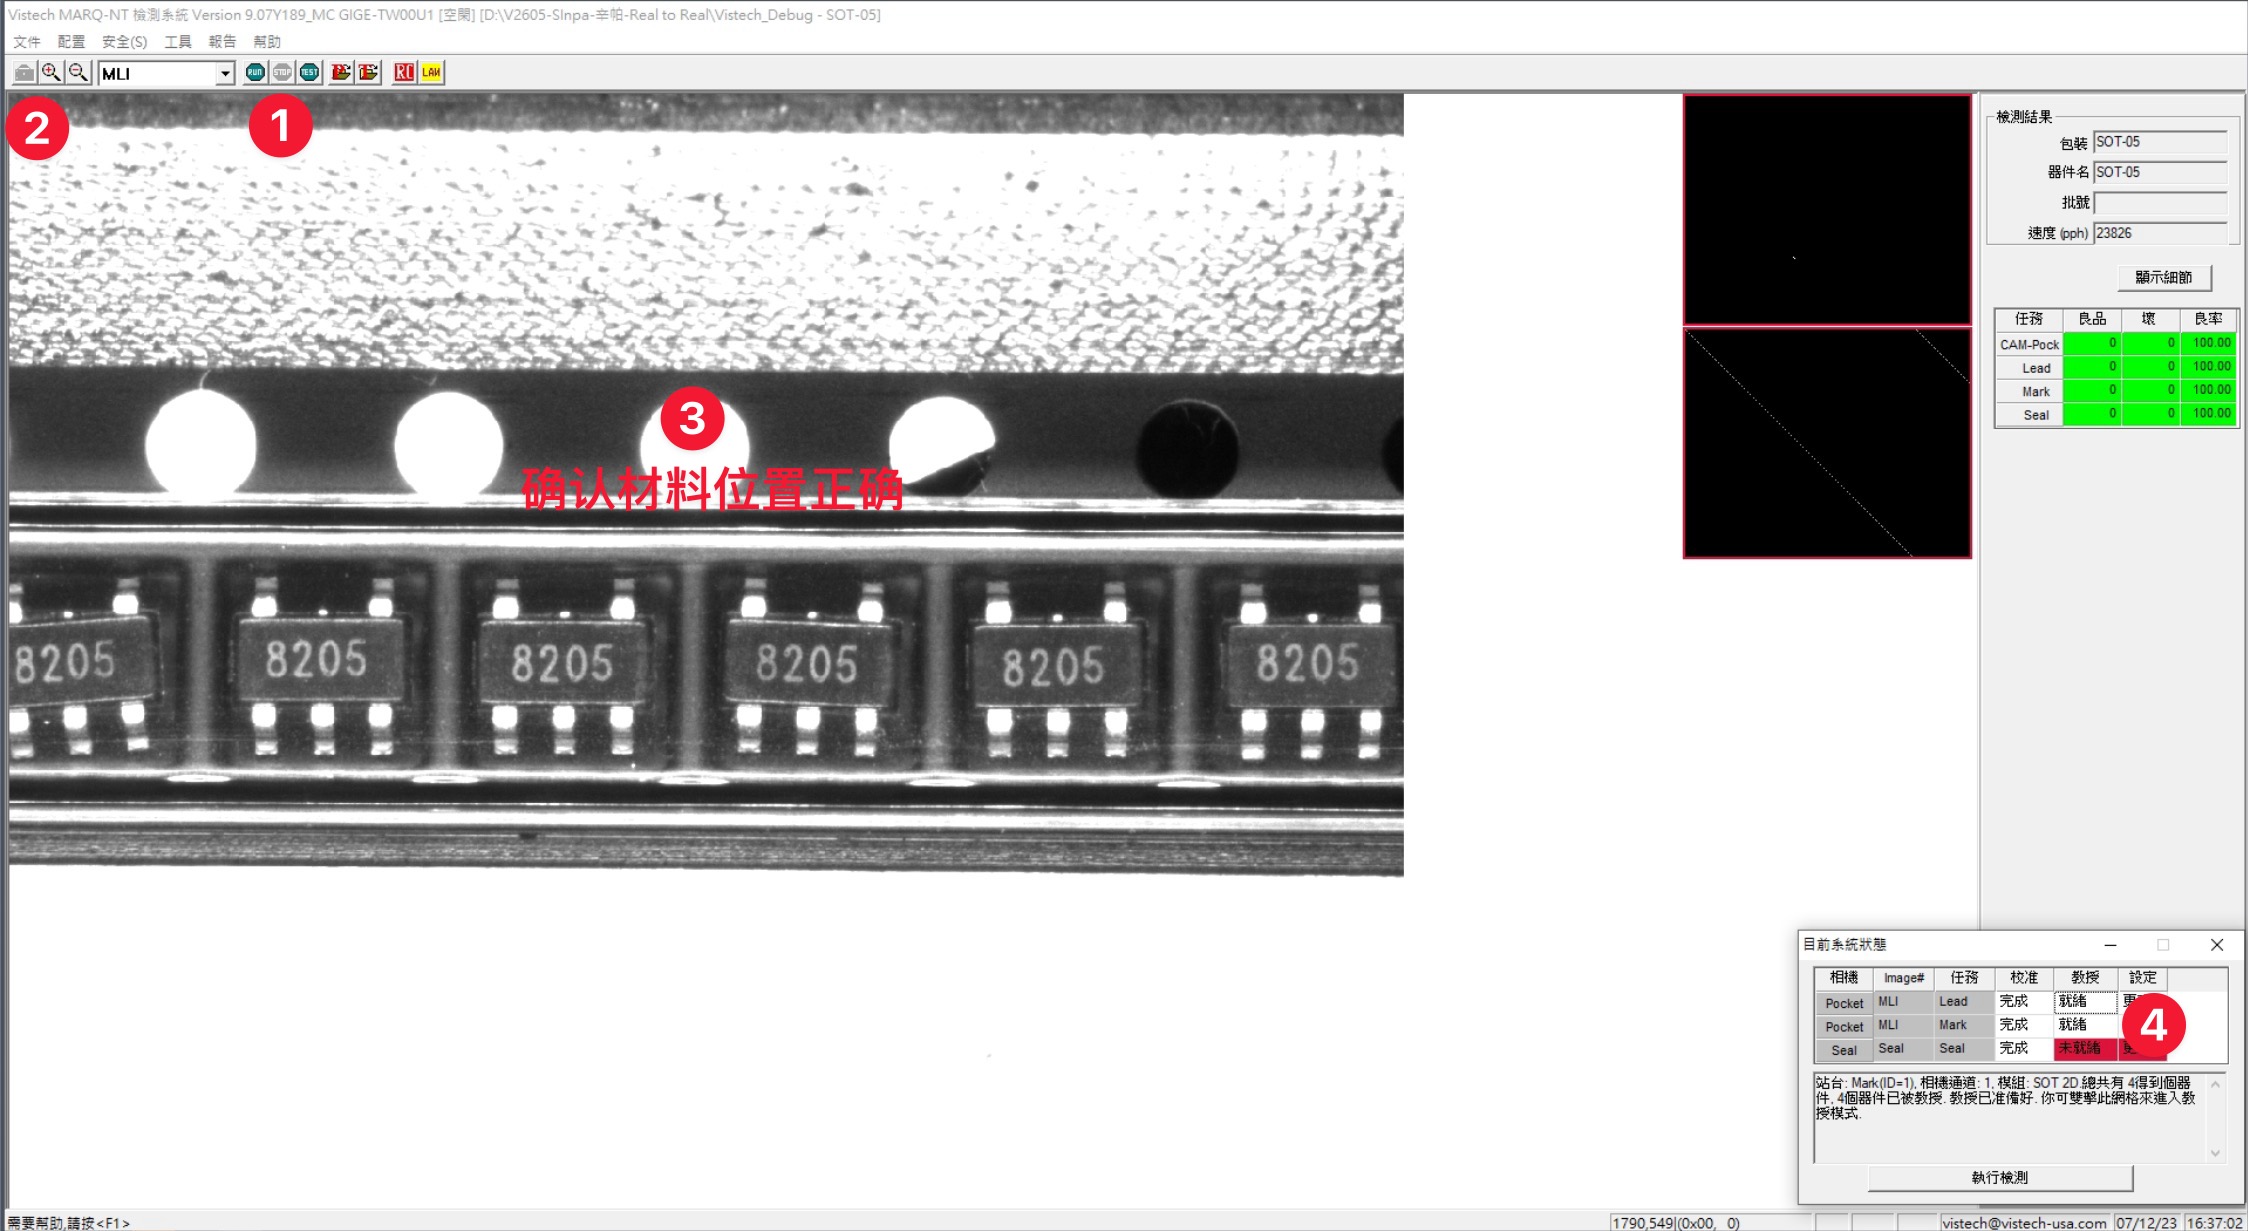 Vistech MARQ-NT 檢測系統 Version 9.07Y189_MC GIGE-TW00U1 [空閑] [D:\V2605-SInpa-辛帕-Real to Real\Vistech_Debug - SOT-05]
文件 配置 安全(S) 工具 報告 幫助
MLI RUN STOP TEST RC LAW
2 1
3
确认材料位置正确
8205 8205 8205 8205 8205 8205
檢測結果
包裝 SOT-05
器件名 SOT-05
批號
速度 (pph) 23826
顯示細節
任務 良品 壞 良率
CAM-Pock 0 0 100.00
Lead 0 0 100.00
Mark 0 0 100.00
Seal 0 0 100.00
目前系統狀態
相機 Image# 任務 校准 教授 設定
Pocket MLI Lead 完成 就緒
Pocket MLI Mark 完成 就緒
Seal Seal Seal 完成 未就緒
4
站台: Mark(ID=1), 相機通道: 1, 模組: SOT 2D.總共有 4得到個器
件, 4個器件已被教授. 教授已准備好. 你可雙擊此網格來進入教
授模式.
執行檢測
需要幫助,請按<F1> 1790,549|(0x00, 0) vistech@vistech-usa.com 07/12/23 16:37:02